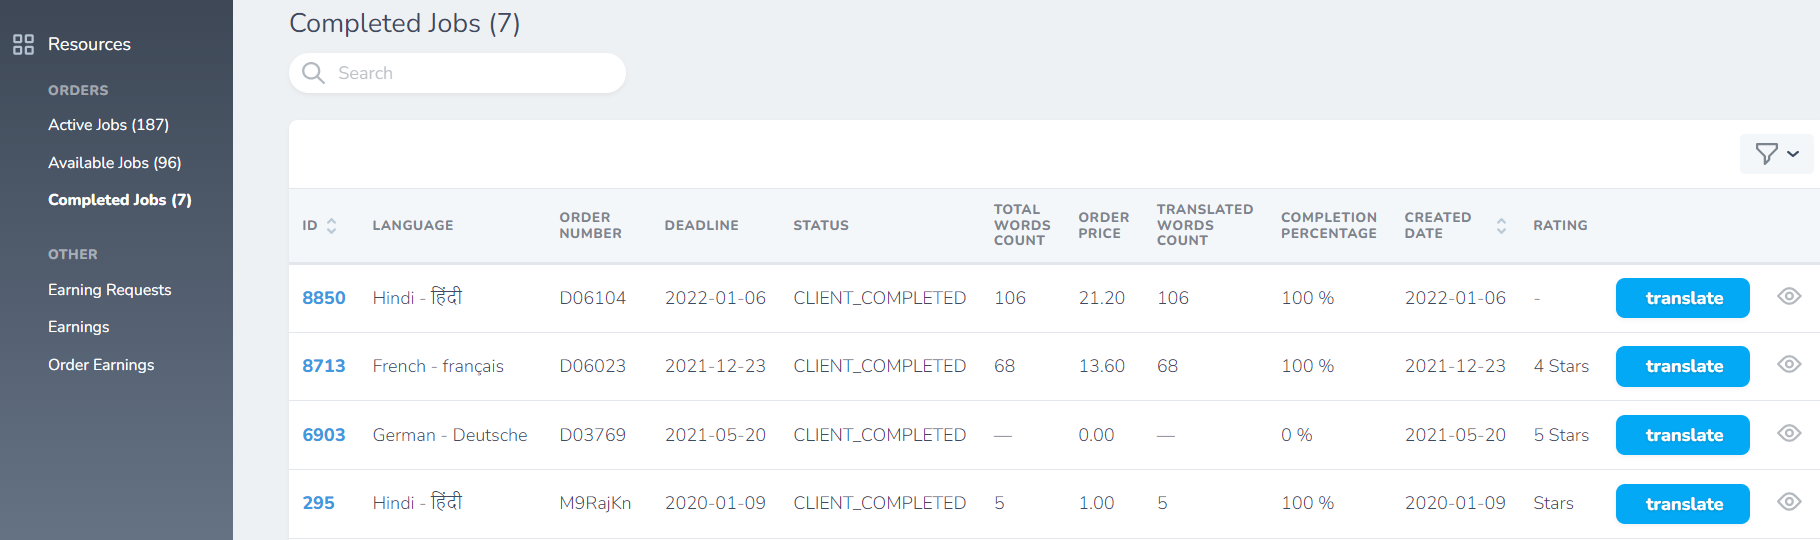 Completed Jobs (7)
Resources
Search
ORDERS
Active Jobs (187)
Available Jobs (96)
Completed Jobs (7)
OTHER
Earning Requests
Earnings
Order Earnings
ID LANGUAGE ORDER NUMBER DEADLINE STATUS TOTAL WORDS COUNT ORDER PRICE TRANSLATED WORDS COUNT COMPLETION PERCENTAGE CREATED DATE RATING
8850 Hindi - हिंदी D06104 2022-01-06 CLIENT_COMPLETED 106 21.20 106 100 % 2022-01-06 - translate
8713 French - français D06023 2021-12-23 CLIENT_COMPLETED 68 13.60 68 100 % 2021-12-23 4 Stars translate
6903 German - Deutsche D03769 2021-05-20 CLIENT_COMPLETED — 0.00 — 0 % 2021-05-20 5 Stars translate
295 Hindi - हिंदी M9RajKn 2020-01-09 CLIENT_COMPLETED 5 1.00 5 100 % 2020-01-09 Stars translate